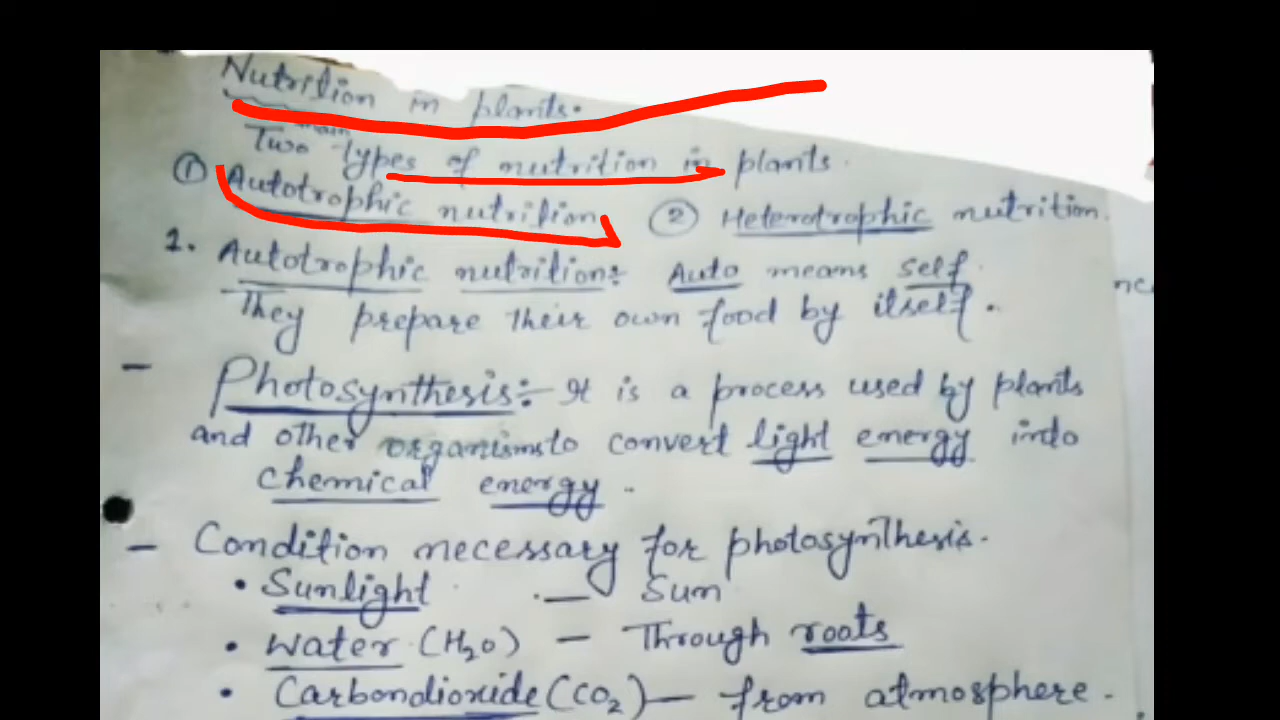 Nutrition in plants.
Two main types of nutrition in plants.
① Autotrophic nutrition ② Heterotrophic nutrition.
1. Autotrophic nutrition:- Auto means self.
They prepare their own food by itself.
- Photosynthesis:- It is a process used by plants
and other organisms to convert light energy into
chemical energy.
- Condition necessary for photosynthesis.
• Sunlight - Sun
• Water (H₂O) - Through roots
• Carbondioxide (CO₂) - from atmosphere.